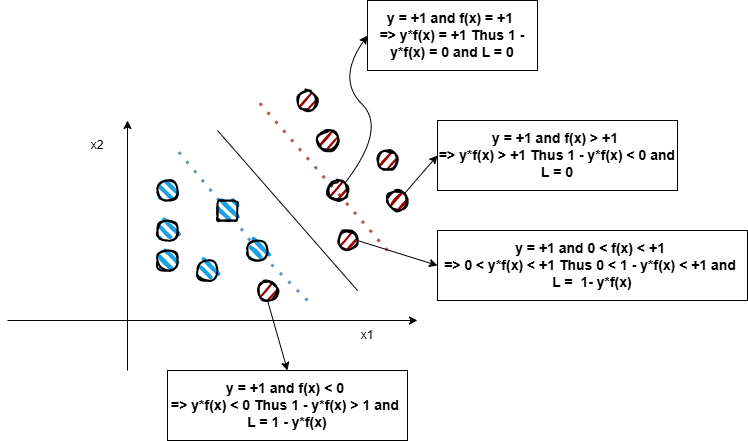 y = +1 and f(x) = +1
=> y*f(x) = +1 Thus 1 -
y*f(x) = 0 and L = 0
x2
y = +1 and f(x) > +1
=> y*f(x) > +1 Thus 1 - y*f(x) < 0 and
L = 0
y = +1 and 0 < f(x) < +1
=> 0 < y*f(x) < +1 Thus 0 < 1 - y*f(x) < +1 and
L = 1- y*f(x)
x1
y = +1 and f(x) < 0
=> y*f(x) < 0 Thus 1 - y*f(x) > 1 and
L = 1 - y*f(x)